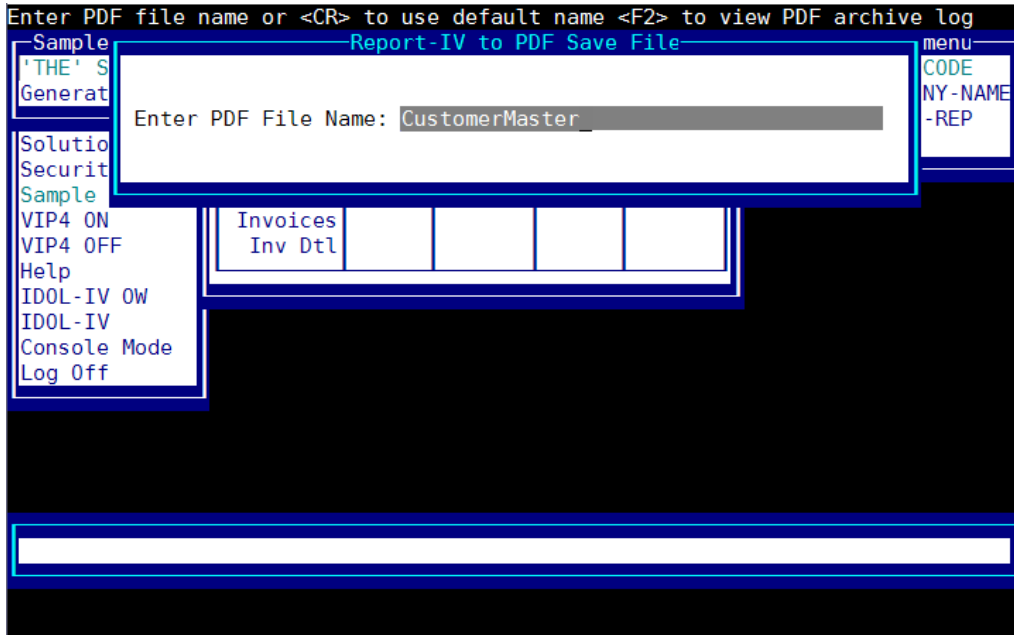 Enter PDF file name or <CR> to use default name <F2> to view PDF archive log
Sample
Report-IV to PDF Save File
menu
'THE' S
CODE
Generat
NY-NAME
Enter PDF File Name: CustomerMaster_
-REP
Solutio
Securit
Sample
VIP4 ON
Invoices
VIP4 OFF
Inv Dtl
Help
IDOL-IV OW
IDOL-IV
Console Mode
Log Off